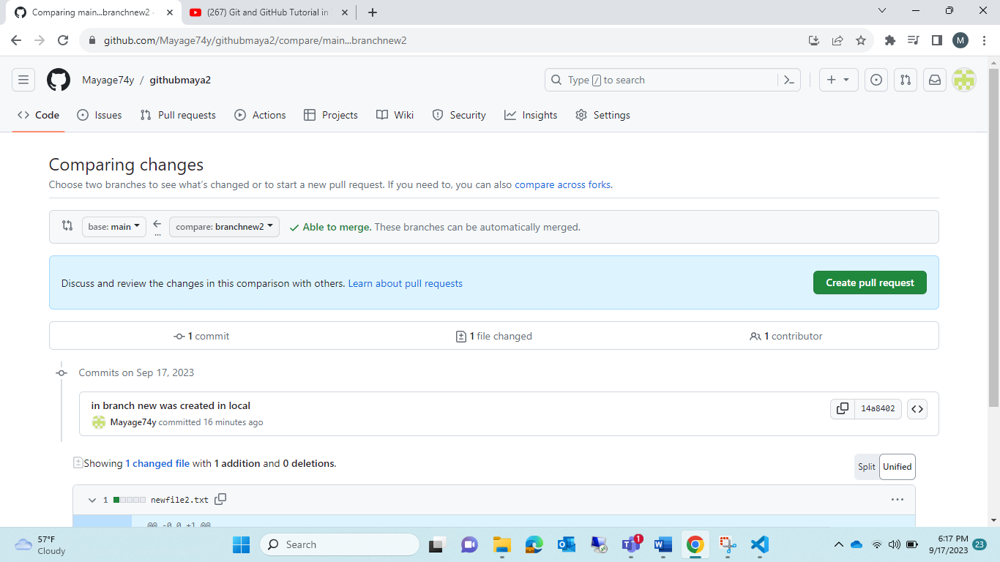 Comparing main...branchnew2
(267) Git and GitHub Tutorial in
github.com/Mayage74y/githubmaya2/compare/main...branchnew2
M
Mayage74y / githubmaya2
Type / to search
Code Issues Pull requests Actions Projects Wiki Security Insights Settings
Comparing changes
Choose two branches to see what's changed or to start a new pull request. If you need to, you can also compare across forks.
base: main compare: branchnew2 Able to merge. These branches can be automatically merged.
...
Discuss and review the changes in this comparison with others. Learn about pull requests
Create pull request
1 commit 1 file changed 1 contributor
Commits on Sep 17, 2023
in branch new was created in local
14a8402
Mayage74y committed 16 minutes ago
Showing 1 changed file with 1 addition and 0 deletions.
Split Unified
1 newfile2.txt
@@ -0,0 +1 @@
57°F
Cloudy
Search
1
6:17 PM
9/17/2023
23